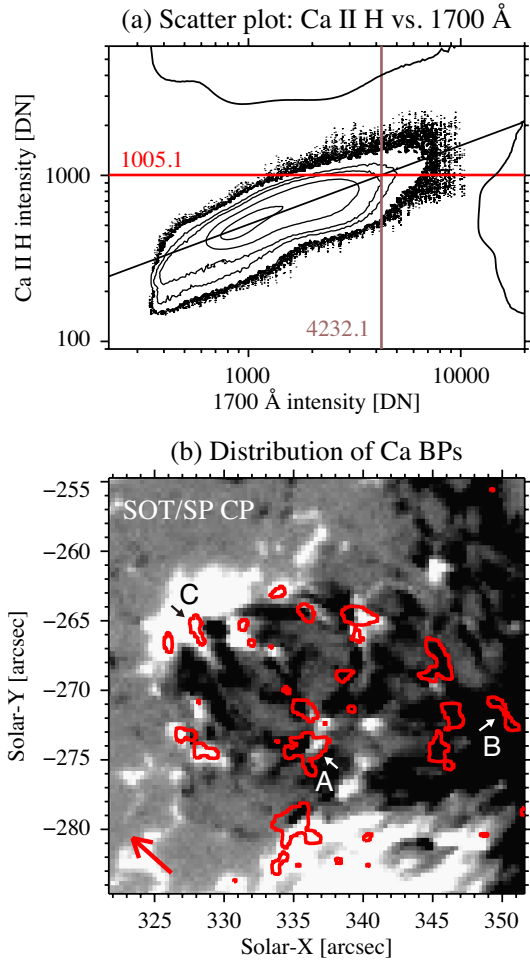 (a) Scatter plot: Ca II H vs. 1700 Å
Ca II H intensity [DN]
1000
100
1005.1
4232.1
1000
10000
1700 Å intensity [DN]
(b) Distribution of Ca BPs
SOT/SP CP
Solar-Y [arcsec]
−255
−260
−265
−270
−275
−280
C
B
A
325
330
335
340
345
350
Solar-X [arcsec]